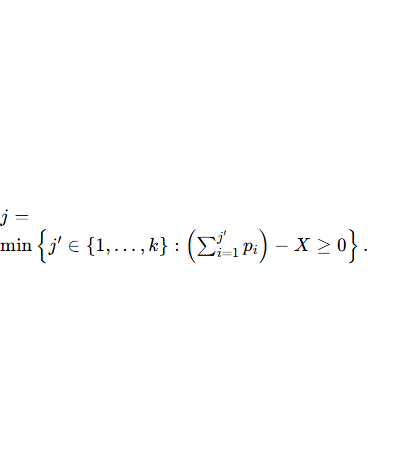 j =
min {j′ ∈ {1, …, k} : (∑_{i=1}^{j′} p_i) − X ≥ 0} .